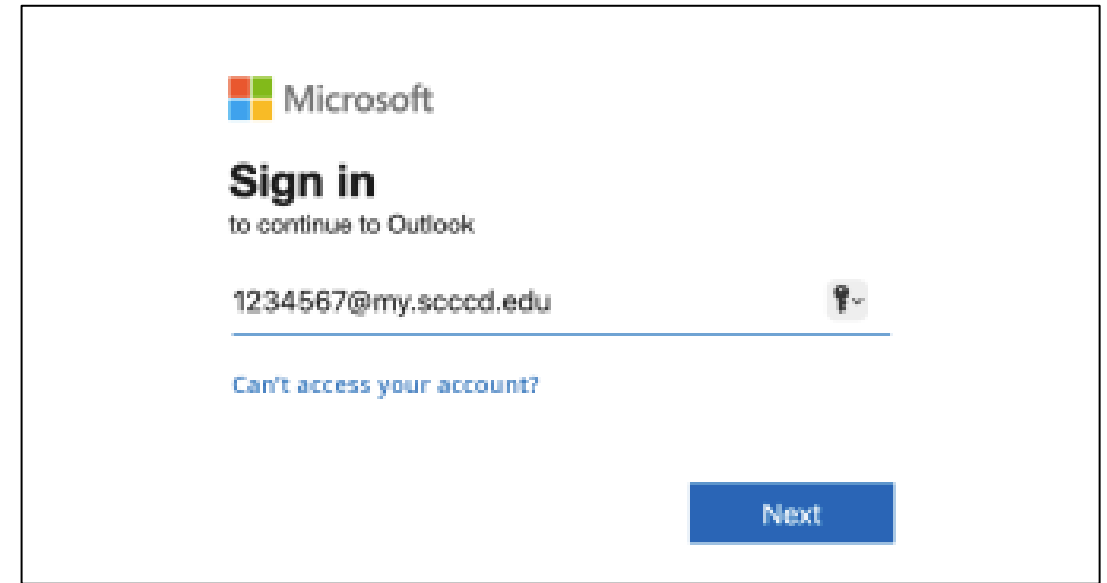 Microsoft
Sign in
to continue to Outlook
1234567@my.scccd.edu
Can't access your account?
Next